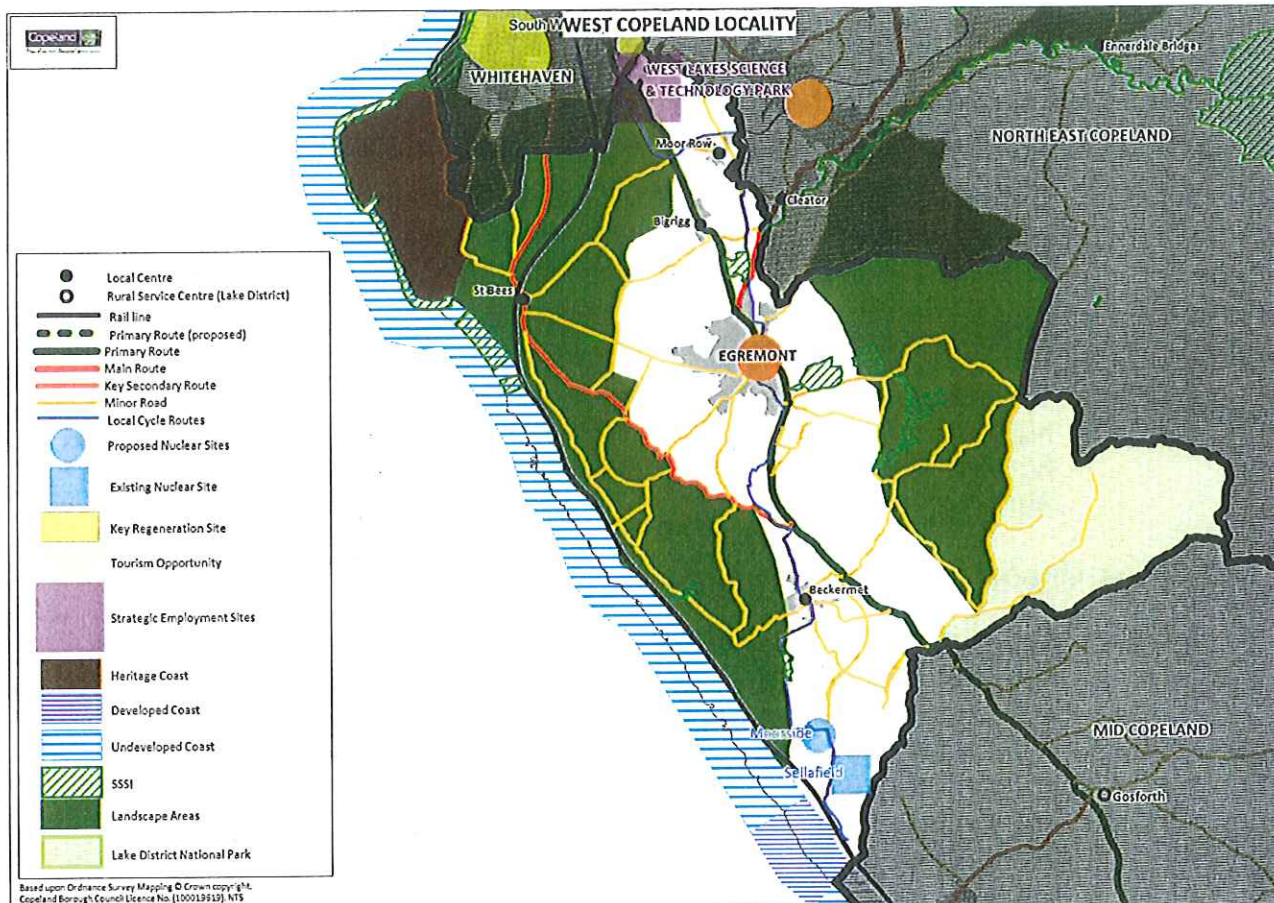 Copeland
South W
WEST COPELAND LOCALITY
Ennerdale Bridge
WHITEHAVEN
WESTLAKES SCIENCE
& TECHNOLOGY PARK
NORTH EAST COPELAND
Moor Row
Cleator
Bigrigg
St Bees
EGREMONT
Beckermet
Moorside
Sellafield
MID COPELAND
Gosforth
Local Centre
Rural Service Centre (Lake District)
Rail line
Primary Route (proposed)
Primary Route
Main Route
Key Secondary Route
Minor Road
Local Cycle Routes
Proposed Nuclear Sites
Existing Nuclear Site
Key Regeneration Site
Tourism Opportunity
Strategic Employment Sites
Heritage Coast
Developed Coast
Undeveloped Coast
SSSI
Landscape Areas
Lake District National Park
Based upon Ordnance Survey Mapping © Crown copyright.
Copeland Borough Council Licence No. (100019619). NTS